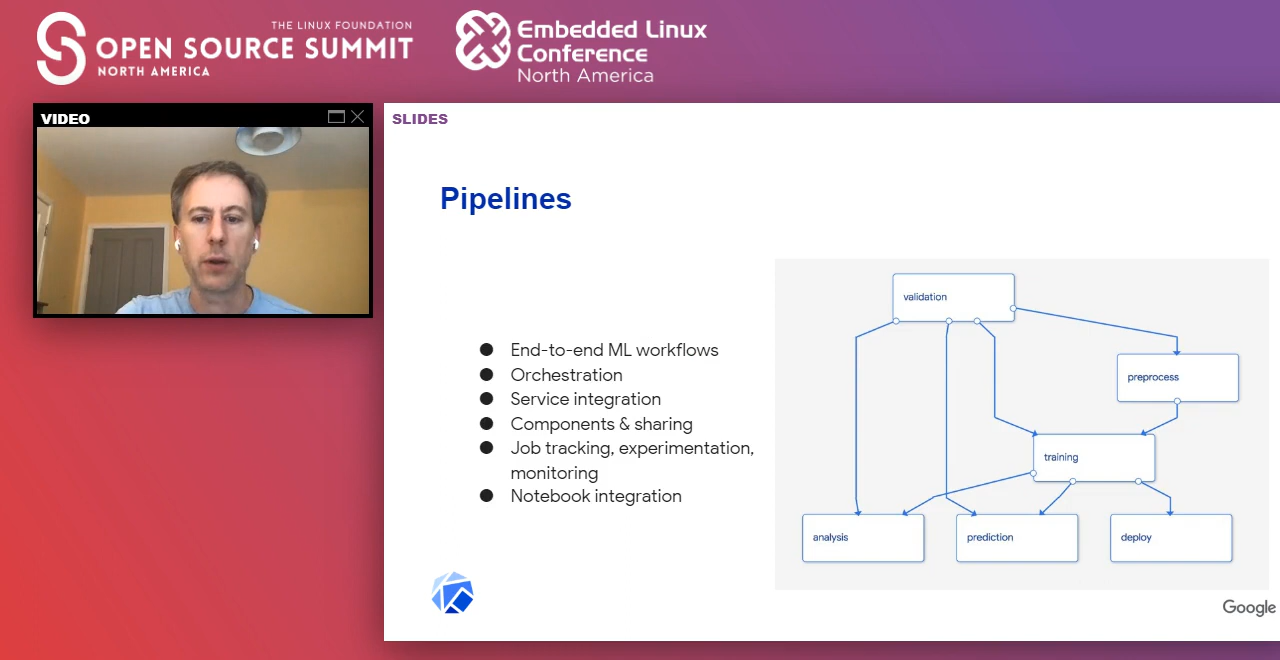 THE LINUX FOUNDATION
OPEN SOURCE SUMMIT
NORTH AMERICA
Embedded Linux
Conference
North America
VIDEO
SLIDES
Pipelines
End-to-end ML workflows
Orchestration
Service integration
Components & sharing
Job tracking, experimentation,
monitoring
Notebook integration
validation
preprocess
training
analysis
prediction
deploy
Google